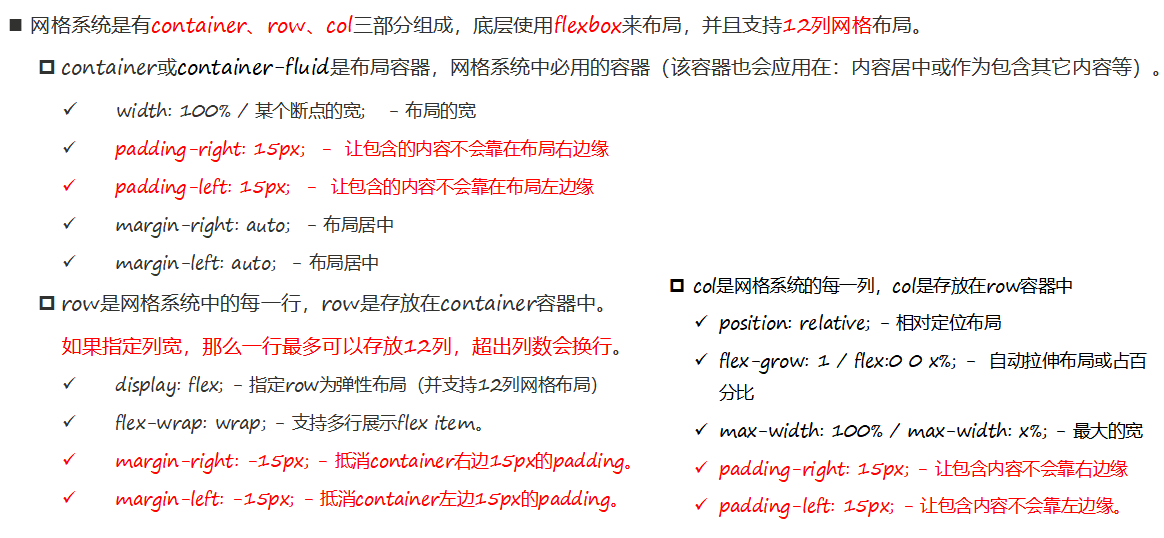 网格系统是有container、row、col三部分组成，底层使用flexbox来布局，并且支持12列网格布局。
container或container-fluid是布局容器，网格系统中必用的容器（该容器也会应用在：内容居中或作为包含其它内容等）。
width: 100% / 某个断点的宽; - 布局的宽
padding-right: 15px; - 让包含的内容不会靠在布局右边缘
padding-left: 15px; - 让包含的内容不会靠在布局左边缘
margin-right: auto; - 布局居中
margin-left: auto; - 布局居中
row是网格系统中的每一行，row是存放在container容器中。
如果指定列宽，那么一行最多可以存放12列，超出列数会换行。
display: flex; - 指定row为弹性布局（并支持12列网格布局）
flex-wrap: wrap; - 支持多行展示flex item。
margin-right: -15px; - 抵消container右边15px的padding。
margin-left: -15px; - 抵消container左边15px的padding。
col是网格系统的每一列，col是存放在row容器中
position: relative; - 相对定位布局
flex-grow: 1 / flex:0 0 x%; - 自动拉伸布局或占百
分比
max-width: 100% / max-width: x%; - 最大的宽
padding-right: 15px; - 让包含内容不会靠右边缘
padding-left: 15px; - 让包含内容不会靠左边缘。